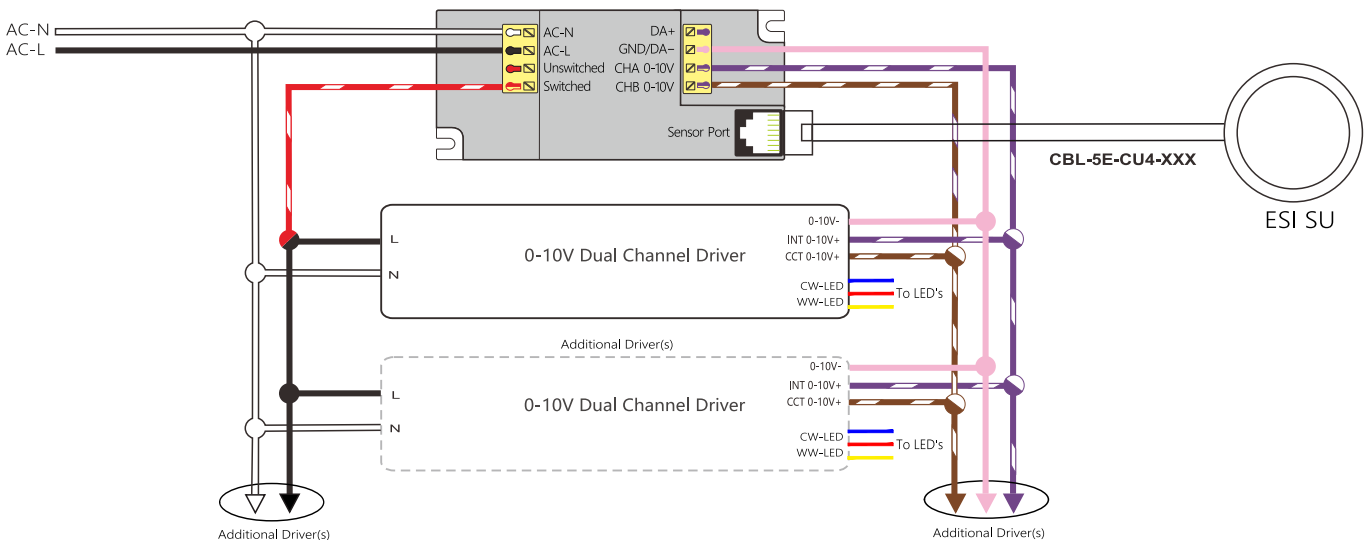 AC-N
AC-L
AC-N
AC-L
Unswitched
Switched
DA+
GND/DA-
CHA 0-10V
CHB 0-10V
Sensor Port
CBL-5E-CU4-XXX
ESI SU
L
N
0-10V Dual Channel Driver
0-10V-
INT 0-10V+
CCT 0-10V+
CW-LED
WW-LED
To LED's
Additional Driver(s)
L
N
0-10V Dual Channel Driver
0-10V-
INT 0-10V+
CCT 0-10V+
CW-LED
WW-LED
To LED's
Additional Driver(s)
Additional Driver(s)